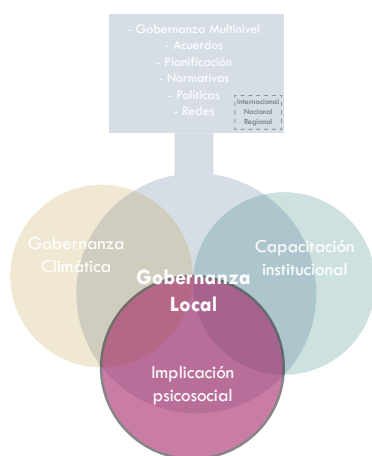 - Gobernanza Multinivel
- Acuerdos
- Planificación
- Normativas
- Políticas
- Redes
Internacional
Nacional
Regional
Gobernanza
Climática
Capacitación
institucional
Gobernanza
Local
Implicación
psicosocial